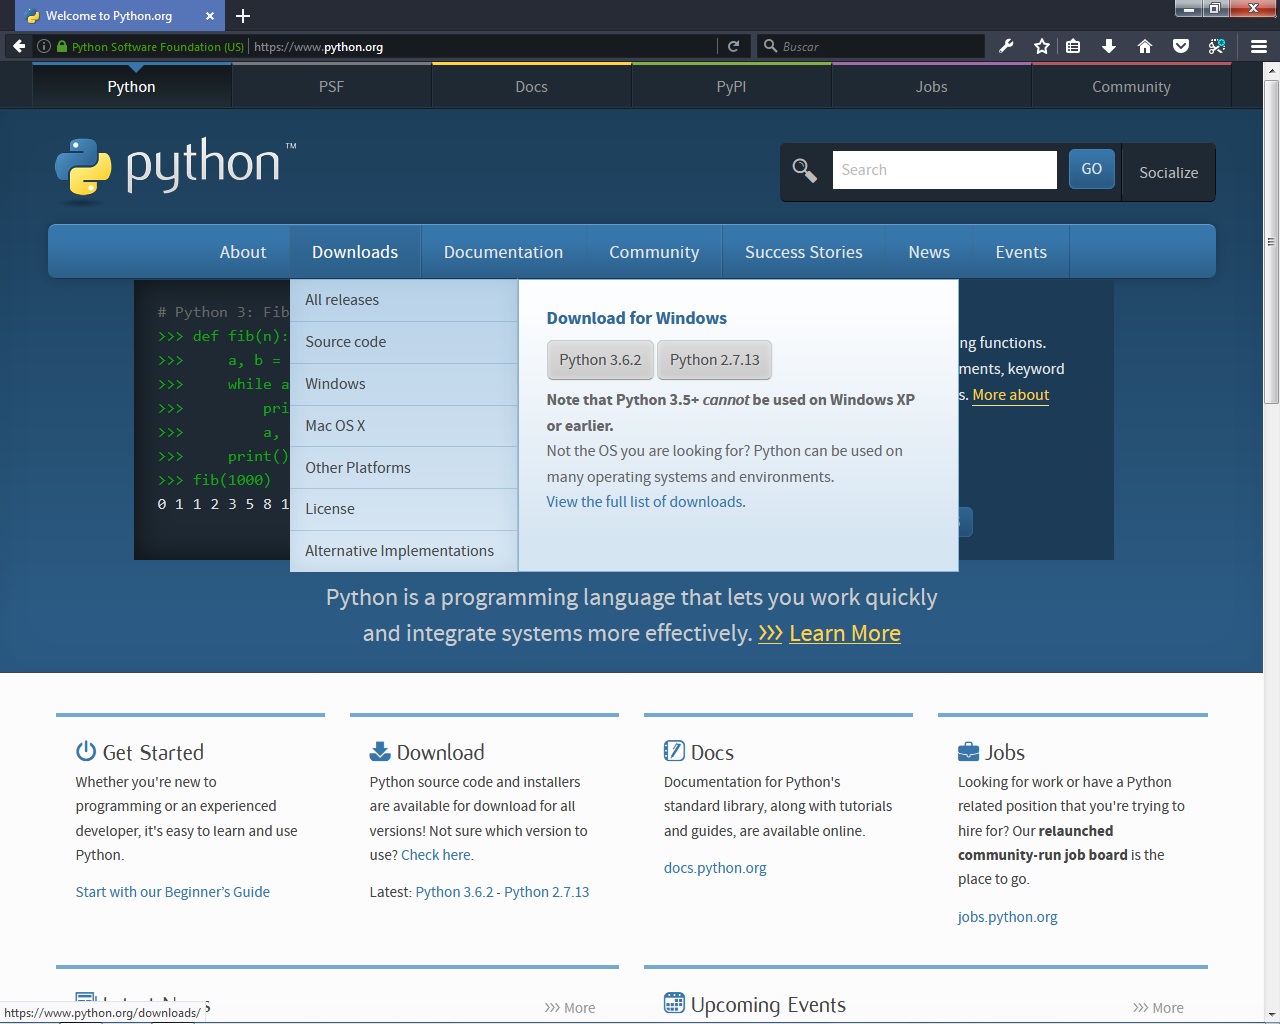 Welcome to Python.org
Python Software Foundation (US) https://www.python.org Buscar
Python PSF Docs PyPI Jobs Community
python™
Search GO Socialize
About Downloads Documentation Community Success Stories News Events
# Python 3: Fib
>>> def fib(n):
>>> a, b =
>>> while a
>>> pri
>>> a,
>>> print()
>>> fib(1000)
0 1 1 2 3 5 8 1
All releases
Source code
Windows
Mac OS X
Other Platforms
License
Alternative Implementations
Download for Windows
Python 3.6.2 Python 2.7.13
Note that Python 3.5+ cannot be used on Windows XP
or earlier.
Not the OS you are looking for? Python can be used on
many operating systems and environments.
View the full list of downloads.
ng functions.
ments, keyword
s. More about
Python is a programming language that lets you work quickly
and integrate systems more effectively. >>> Learn More
Get Started
Whether you're new to
programming or an experienced
developer, it's easy to learn and use
Python.
Start with our Beginner’s Guide
Download
Python source code and installers
are available for download for all
versions! Not sure which version to
use? Check here.
Latest: Python 3.6.2 - Python 2.7.13
Docs
Documentation for Python's
standard library, along with tutorials
and guides, are available online.
docs.python.org
Jobs
Looking for work or have a Python
related position that you're trying to
hire for? Our relaunched
community-run job board is the
place to go.
jobs.python.org
>>> More
Upcoming Events >>> More
https://www.python.org/downloads/